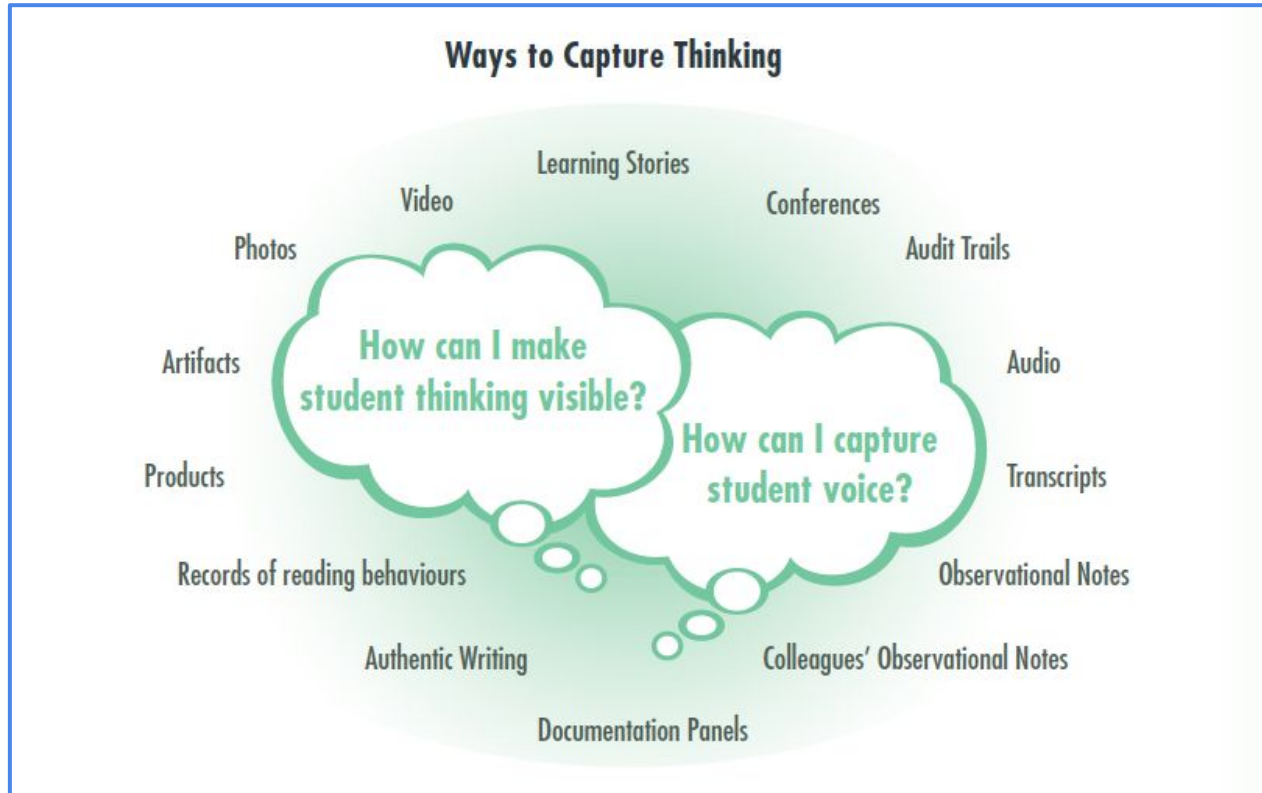 Ways to Capture Thinking
Learning Stories
Video
Conferences
Photos
Audit Trails
How can I make
student thinking visible?
Artifacts
Audio
How can I capture
student voice?
Products
Transcripts
Records of reading behaviours
Observational Notes
Authentic Writing
Colleagues’ Observational Notes
Documentation Panels